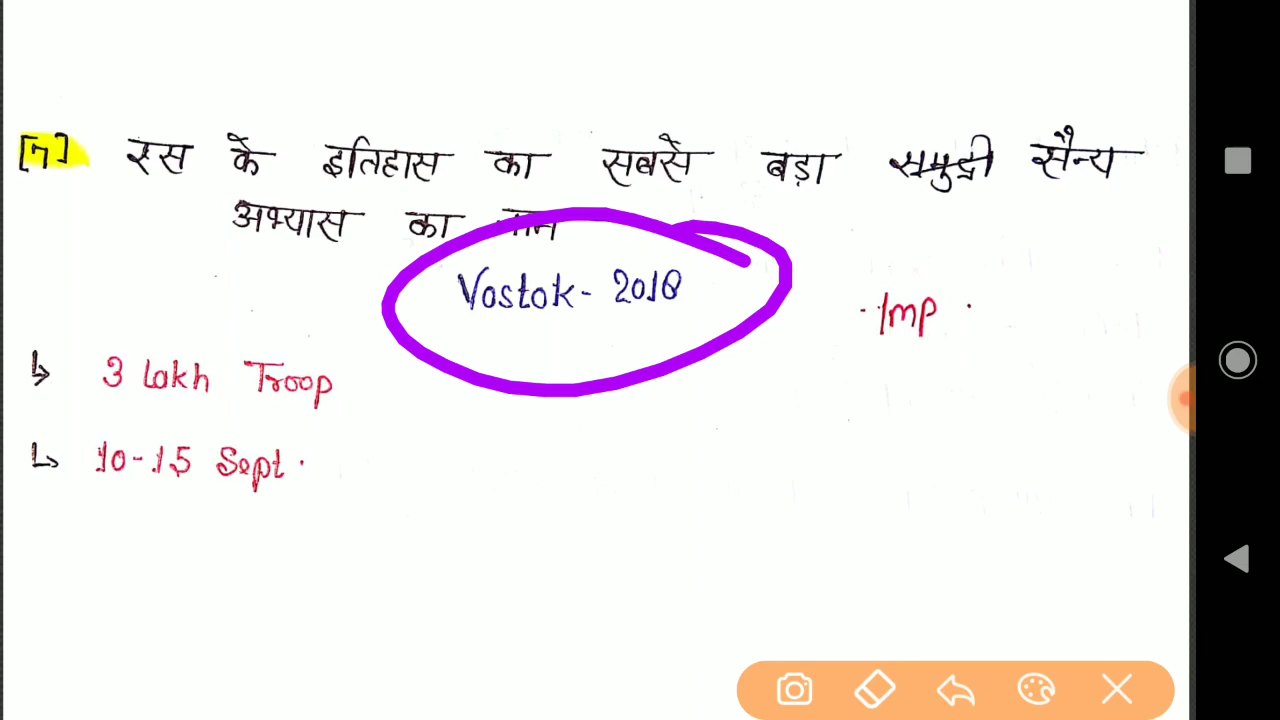 [7] रूस के इतिहास का सबसे बड़ा समुद्री सैन्य
अभ्यास का नाम
Vostok - 2018
. Imp .
↳ 3 Lakh Troop
↳ 10-15 Sept.